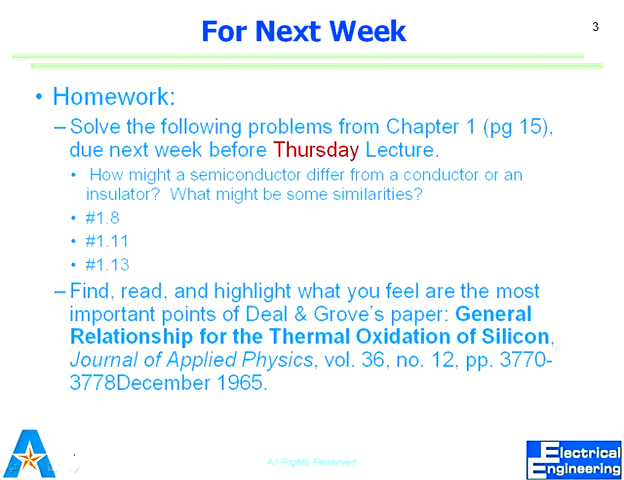 For Next Week
3
• Homework:
– Solve the following problems from Chapter 1 (pg 15),
due next week before Thursday Lecture.
• How might a semiconductor differ from a conductor or an
insulator? What might be some similarities?
• #1.8
• #1.11
• #1.13
– Find, read, and highlight what you feel are the most
important points of Deal & Grove's paper: General
Relationship for the Thermal Oxidation of Silicon,
Journal of Applied Physics, vol. 36, no. 12, pp. 3770-
3778December 1965.
All Rights Reserved
Electrical
Engineering